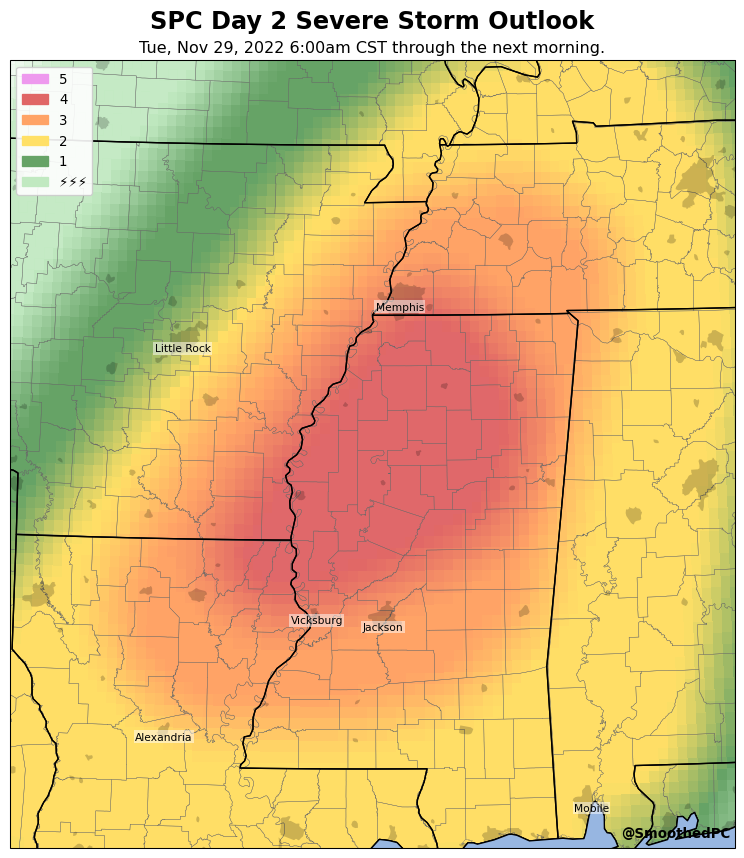 SPC Day 2 Severe Storm Outlook
Tue, Nov 29, 2022 6:00am CST through the next morning.
5
4
3
2
1
⚡⚡⚡
Memphis
Little Rock
Vicksburg
Jackson
Alexandria
Mobile
@SmoothedPC